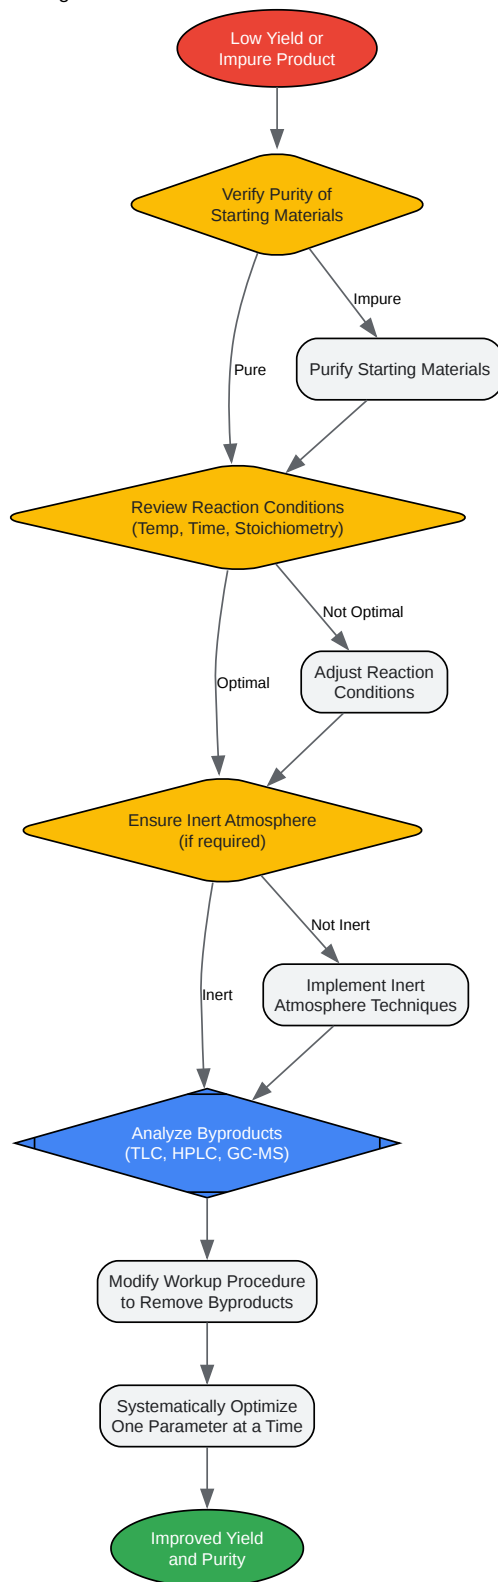 Low Yield or
Impure Product
Verify Purity of
Starting Materials
Impure
Pure
Purify Starting Materials
Review Reaction Conditions
(Temp, Time, Stoichiometry)
Not Optimal
Optimal
Adjust Reaction
Conditions
Ensure Inert Atmosphere
(if required)
Not Inert
Inert
Implement Inert
Atmosphere Techniques
Analyze Byproducts
(TLC, HPLC, GC-MS)
Modify Workup Procedure
to Remove Byproducts
Systematically Optimize
One Parameter at a Time
Improved Yield
and Purity